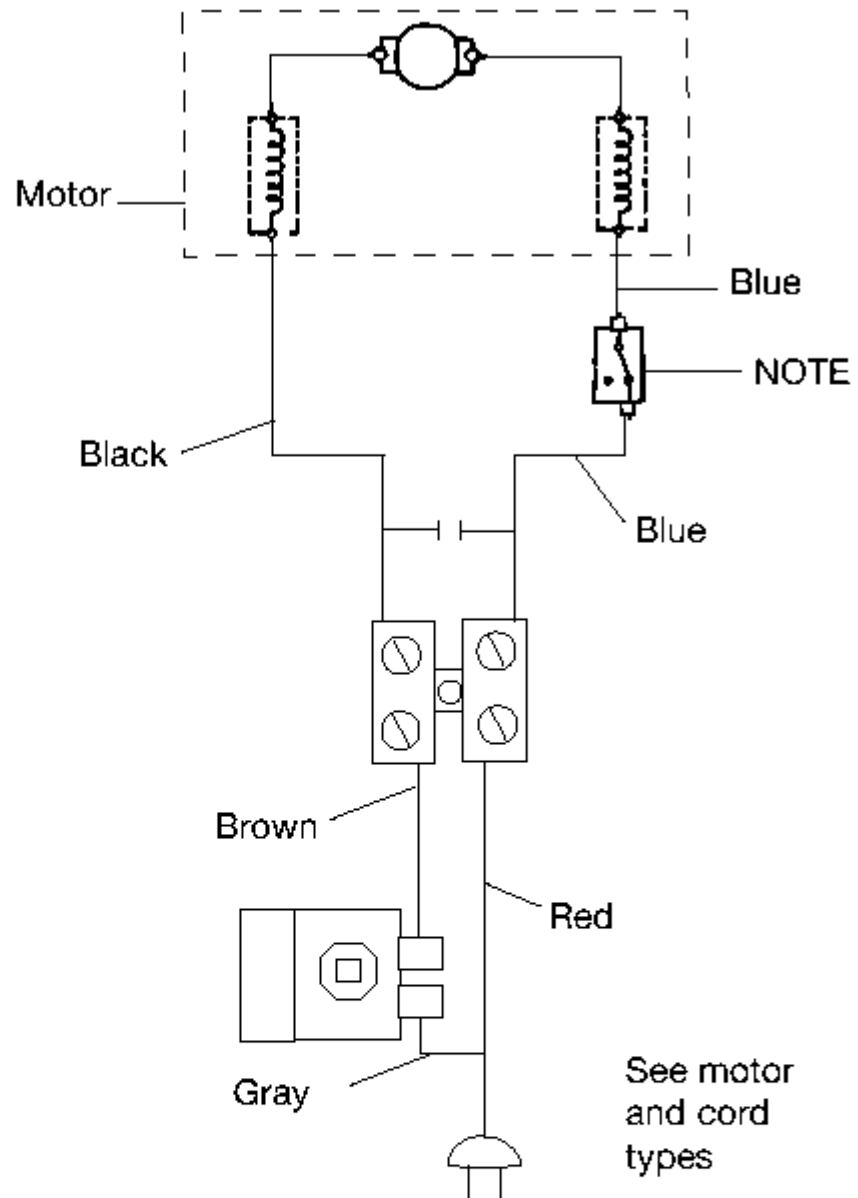 Motor
Blue
NOTE
Black
Blue
Brown
Red
Gray
See motor
and cord
types